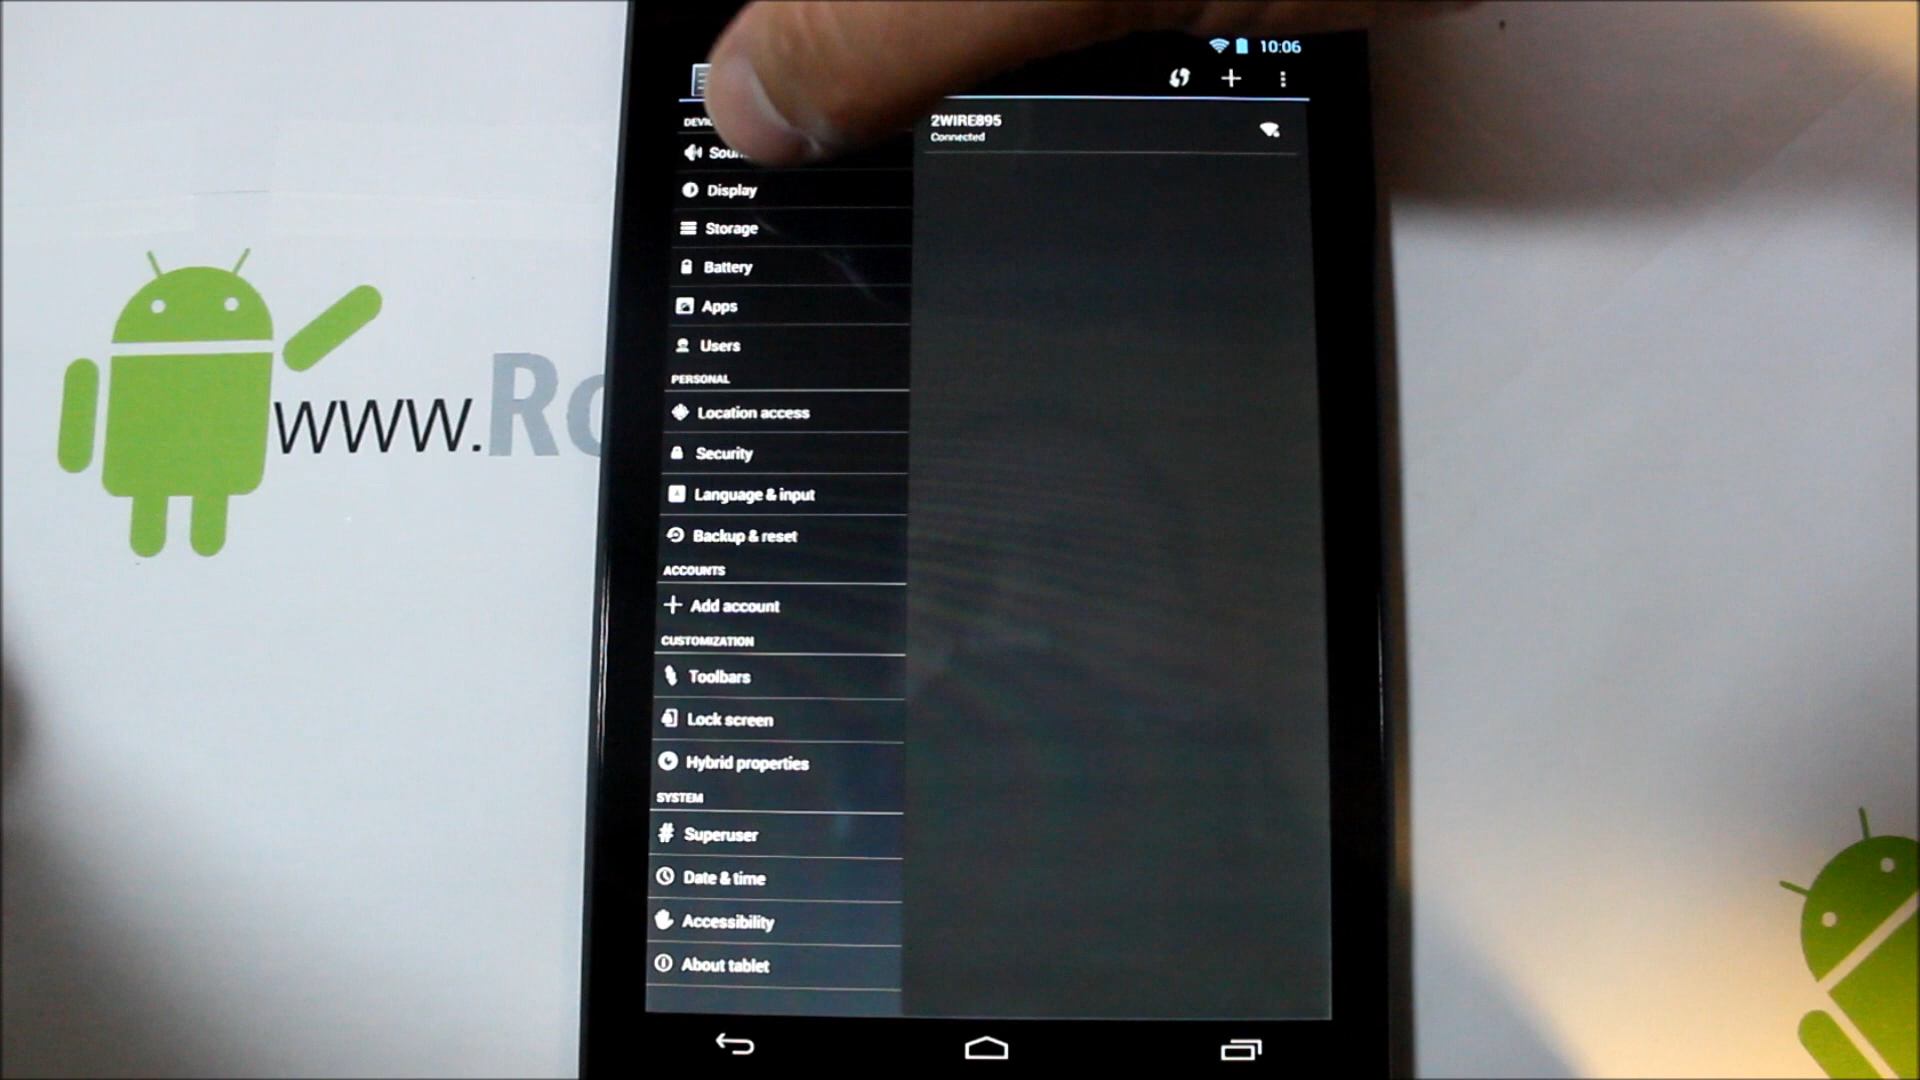 10:06
2WIRE895
Connected
Display
Storage
Battery
Apps
Users
PERSONAL
Location access
Security
Language & input
Backup & reset
ACCOUNTS
Add account
CUSTOMIZATION
Toolbars
Lock screen
Hybrid properties
SYSTEM
Superuser
Date & time
Accessibility
About tablet
www.Ro